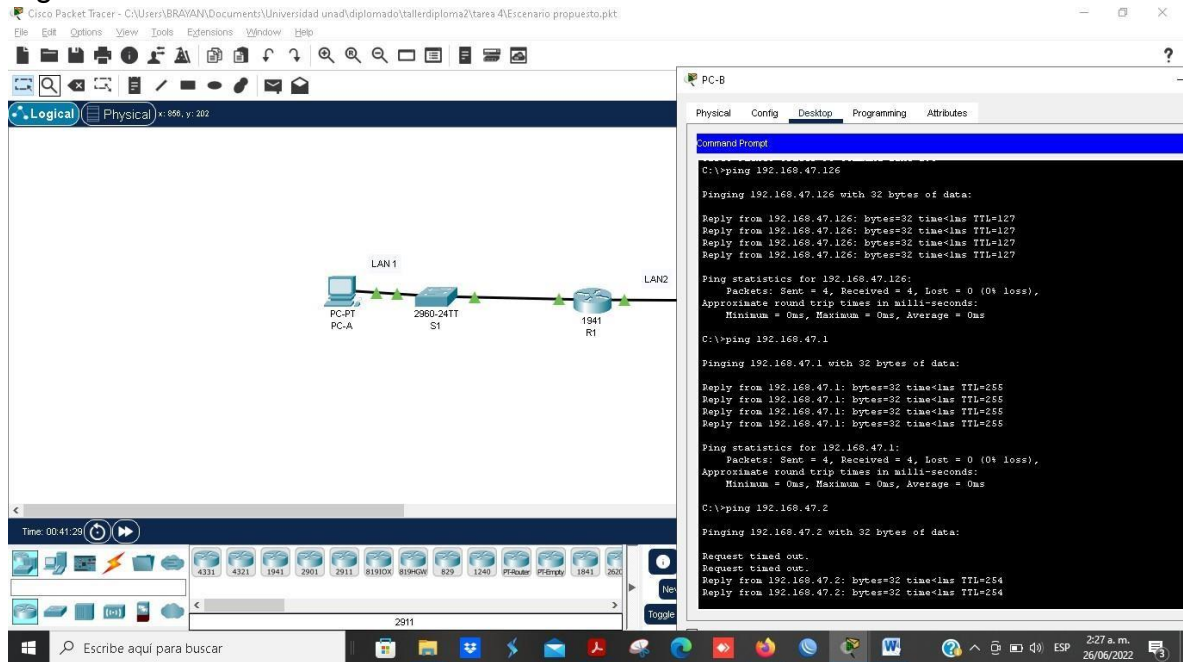 Cisco Packet Tracer - C:\Users\BRAYAN\Documents\Universidad unad\diplomado\tallerdiploma2\tarea 4\Escenario propuesto.pkt
File Edit Options View Tools Extensions Window Help
?
Logical Physical x: 856, y: 202
PC-B
Physical Config Desktop Programming Attributes
Command Prompt
C:\>ping 192.168.47.126
Pinging 192.168.47.126 with 32 bytes of data:
Reply from 192.168.47.126: bytes=32 time<1ms TTL=127
Reply from 192.168.47.126: bytes=32 time<1ms TTL=127
Reply from 192.168.47.126: bytes=32 time<1ms TTL=127
Reply from 192.168.47.126: bytes=32 time<1ms TTL=127
Ping statistics for 192.168.47.126:
Packets: Sent = 4, Received = 4, Lost = 0 (0% loss),
Approximate round trip times in milli-seconds:
Minimum = 0ms, Maximum = 0ms, Average = 0ms
C:\>ping 192.168.47.1
Pinging 192.168.47.1 with 32 bytes of data:
Reply from 192.168.47.1: bytes=32 time<1ms TTL=255
Reply from 192.168.47.1: bytes=32 time<1ms TTL=255
Reply from 192.168.47.1: bytes=32 time<1ms TTL=255
Reply from 192.168.47.1: bytes=32 time<1ms TTL=255
Ping statistics for 192.168.47.1:
Packets: Sent = 4, Received = 4, Lost = 0 (0% loss),
Approximate round trip times in milli-seconds:
Minimum = 0ms, Maximum = 0ms, Average = 0ms
C:\>ping 192.168.47.2
Pinging 192.168.47.2 with 32 bytes of data:
Request timed out.
Request timed out.
Reply from 192.168.47.2: bytes=32 time<1ms TTL=254
Reply from 192.168.47.2: bytes=32 time<1ms TTL=254
LAN 1
LAN2
PC-PT
PC-A
2960-24TT
S1
1941
R1
Time: 00:41:29
4331 4321 1941 2901 2911 819IOX 819HGW 829 1240 PT-Router PT-Empty 1841 262
Toggle
2911
Escribe aquí para buscar
ESP
2:27 a. m.
26/06/2022
3